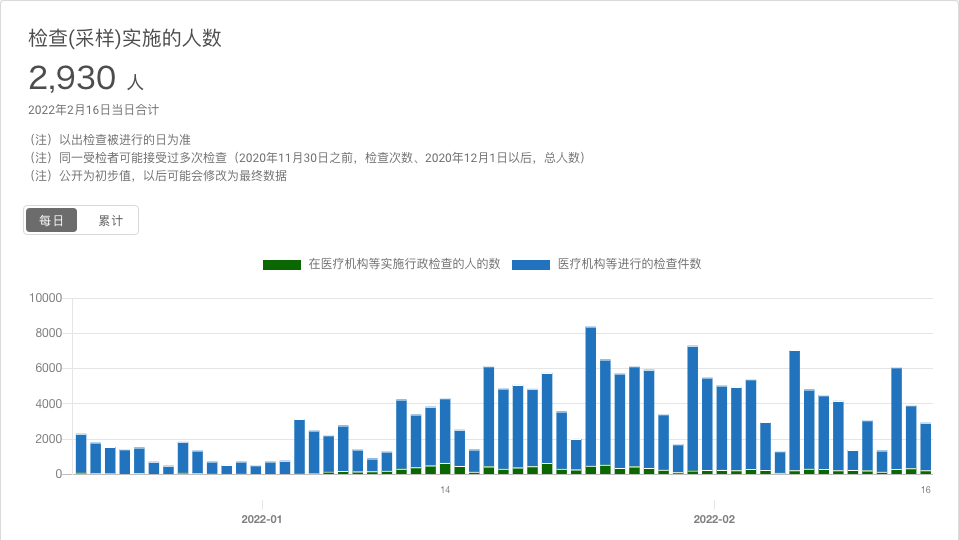 检查(采样)实施的人数
2,930 人
2022年2月16日当日合计
（注）以出检查被进行的日为准
（注）同一受检者可能接受过多次检查（2020年11月30日之前，检查次数、2020年12月1日以后，总人数）
（注）公开为初步值，以后可能会修改为最终数据
每日 累计
在医疗机构等实施行政检查的人的数 医疗机构等进行的检查件数
10000
8000
6000
4000
2000
0
14 16
2022-01 2022-02